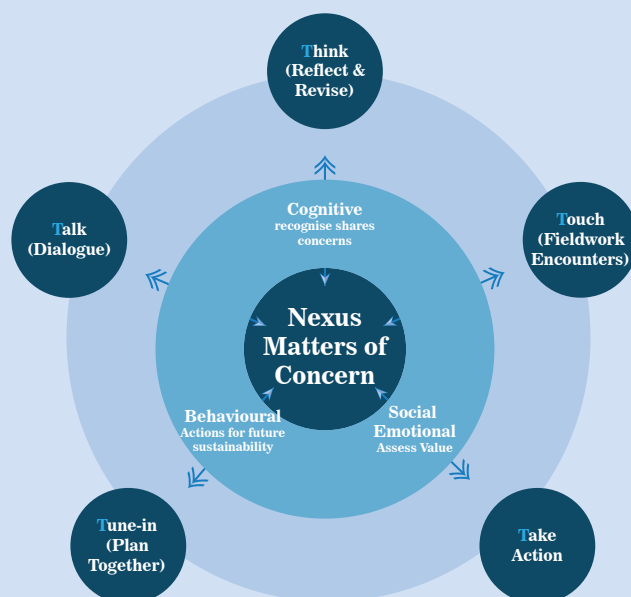 Think
(Reflect &
Revise)
Talk
(Dialogue)
Touch
(Fieldwork
Encounters)
Cognitive
recognise shares
concerns
Nexus
Matters of
Concern
Behavioural
Actions for future
sustainability
Social
Emotional
Assess Value
Tune-in
(Plan
Together)
Take
Action